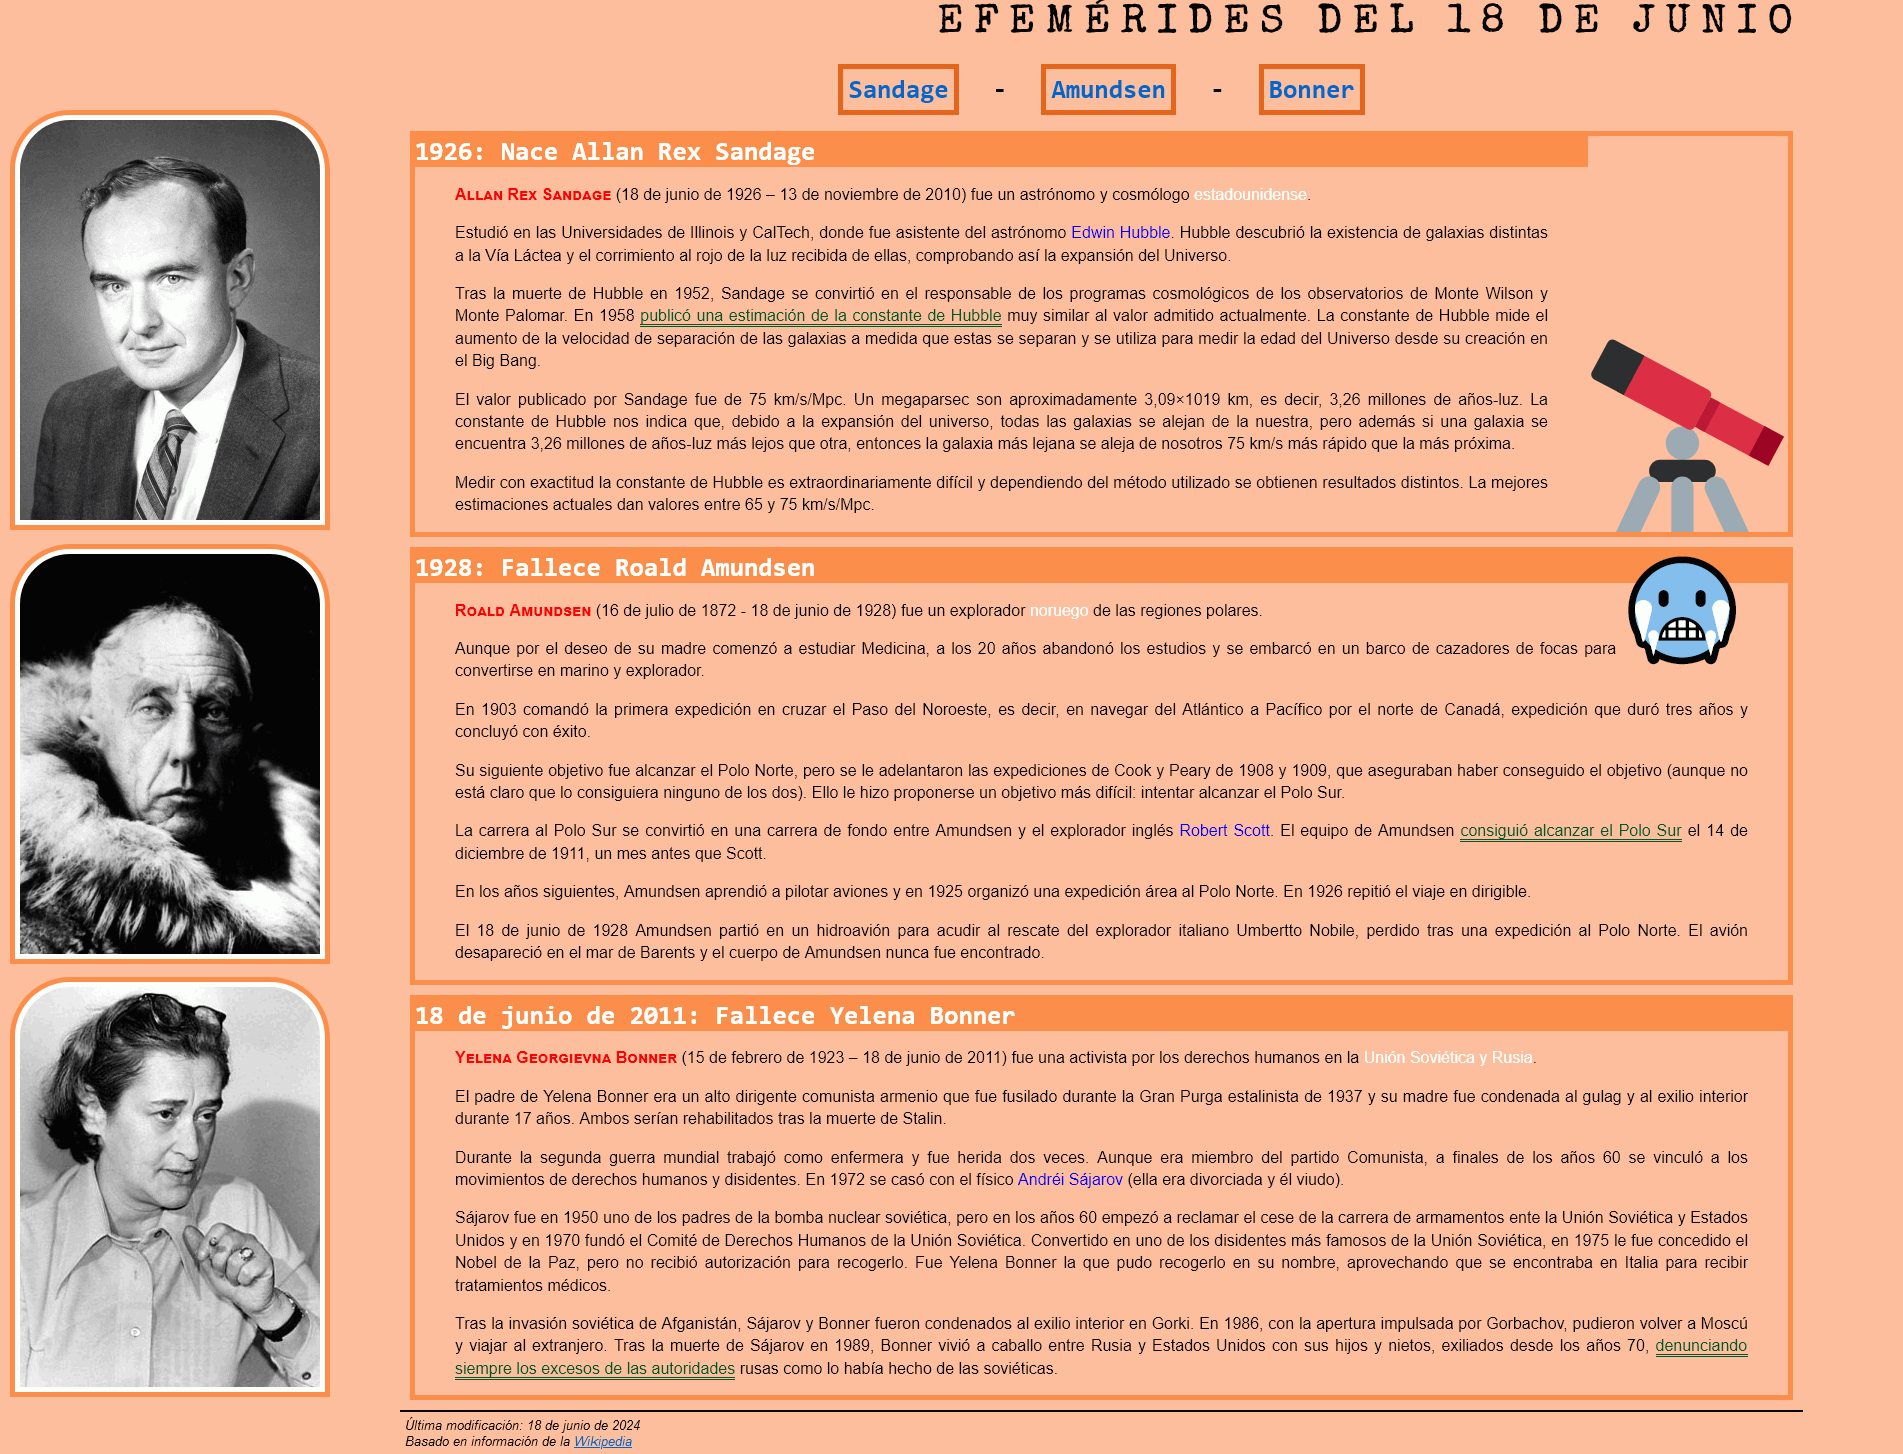 EFEMÉRIDES DEL 18 DE JUNIO
Sandage - Amundsen - Bonner
1926: Nace Allan Rex Sandage
Allan Rex Sandage (18 de junio de 1926 – 13 de noviembre de 2010) fue un astrónomo y cosmólogo estadounidense.
Estudió en las Universidades de Illinois y CalTech, donde fue asistente del astrónomo Edwin Hubble. Hubble descubrió la existencia de galaxias distintas
a la Vía Láctea y el corrimiento al rojo de la luz recibida de ellas, comprobando así la expansión del Universo.
Tras la muerte de Hubble en 1952, Sandage se convirtió en el responsable de los programas cosmológicos de los observatorios de Monte Wilson y
Monte Palomar. En 1958 publicó una estimación de la constante de Hubble muy similar al valor admitido actualmente. La constante de Hubble mide el
aumento de la velocidad de separación de las galaxias a medida que estas se separan y se utiliza para medir la edad del Universo desde su creación en
el Big Bang.
El valor publicado por Sandage fue de 75 km/s/Mpc. Un megaparsec son aproximadamente 3,09×1019 km, es decir, 3,26 millones de años-luz. La
constante de Hubble nos indica que, debido a la expansión del universo, todas las galaxias se alejan de la nuestra, pero además si una galaxia se
encuentra 3,26 millones de años-luz más lejos que otra, entonces la galaxia más lejana se aleja de nosotros 75 km/s más rápido que la más próxima.
Medir con exactitud la constante de Hubble es extraordinariamente difícil y dependiendo del método utilizado se obtienen resultados distintos. La mejores
estimaciones actuales dan valores entre 65 y 75 km/s/Mpc.
1928: Fallece Roald Amundsen
Roald Amundsen (16 de julio de 1872 - 18 de junio de 1928) fue un explorador noruego de las regiones polares.
Aunque por el deseo de su madre comenzó a estudiar Medicina, a los 20 años abandonó los estudios y se embarcó en un barco de cazadores de focas para
convertirse en marino y explorador.
En 1903 comandó la primera expedición en cruzar el Paso del Noroeste, es decir, en navegar del Atlántico a Pacífico por el norte de Canadá, expedición que duró tres años y
concluyó con éxito.
Su siguiente objetivo fue alcanzar el Polo Norte, pero se le adelantaron las expediciones de Cook y Peary de 1908 y 1909, que aseguraban haber conseguido el objetivo (aunque no
está claro que lo consiguiera ninguno de los dos). Ello le hizo proponerse un objetivo más difícil: intentar alcanzar el Polo Sur.
La carrera al Polo Sur se convirtió en una carrera de fondo entre Amundsen y el explorador inglés Robert Scott. El equipo de Amundsen consiguió alcanzar el Polo Sur el 14 de
diciembre de 1911, un mes antes que Scott.
En los años siguientes, Amundsen aprendió a pilotar aviones y en 1925 organizó una expedición área al Polo Norte. En 1926 repitió el viaje en dirigible.
El 18 de junio de 1928 Amundsen partió en un hidroavión para acudir al rescate del explorador italiano Umbertto Nobile, perdido tras una expedición al Polo Norte. El avión
desapareció en el mar de Barents y el cuerpo de Amundsen nunca fue encontrado.
18 de junio de 2011: Fallece Yelena Bonner
Yelena Georgievna Bonner (15 de febrero de 1923 – 18 de junio de 2011) fue una activista por los derechos humanos en la Unión Soviética y Rusia.
El padre de Yelena Bonner era un alto dirigente comunista armenio que fue fusilado durante la Gran Purga estalinista de 1937 y su madre fue condenada al gulag y al exilio interior
durante 17 años. Ambos serían rehabilitados tras la muerte de Stalin.
Durante la segunda guerra mundial trabajó como enfermera y fue herida dos veces. Aunque era miembro del partido Comunista, a finales de los años 60 se vinculó a los
movimientos de derechos humanos y disidentes. En 1972 se casó con el físico Andréi Sájarov (ella era divorciada y él viudo).
Sájarov fue en 1950 uno de los padres de la bomba nuclear soviética, pero en los años 60 empezó a reclamar el cese de la carrera de armamentos ente la Unión Soviética y Estados
Unidos y en 1970 fundó el Comité de Derechos Humanos de la Unión Soviética. Convertido en uno de los disidentes más famosos de la Unión Soviética, en 1975 le fue concedido el
Nobel de la Paz, pero no recibió autorización para recogerlo. Fue Yelena Bonner la que pudo recogerlo en su nombre, aprovechando que se encontraba en Italia para recibir
tratamientos médicos.
Tras la invasión soviética de Afganistán, Sájarov y Bonner fueron condenados al exilio interior en Gorki. En 1986, con la apertura impulsada por Gorbachov, pudieron volver a Moscú
y viajar al extranjero. Tras la muerte de Sájarov en 1989, Bonner vivió a caballo entre Rusia y Estados Unidos con sus hijos y nietos, exiliados desde los años 70, denunciando
siempre los excesos de las autoridades rusas como lo había hecho de las soviéticas.
Última modificación: 18 de junio de 2024
Basado en información de la Wikipedia